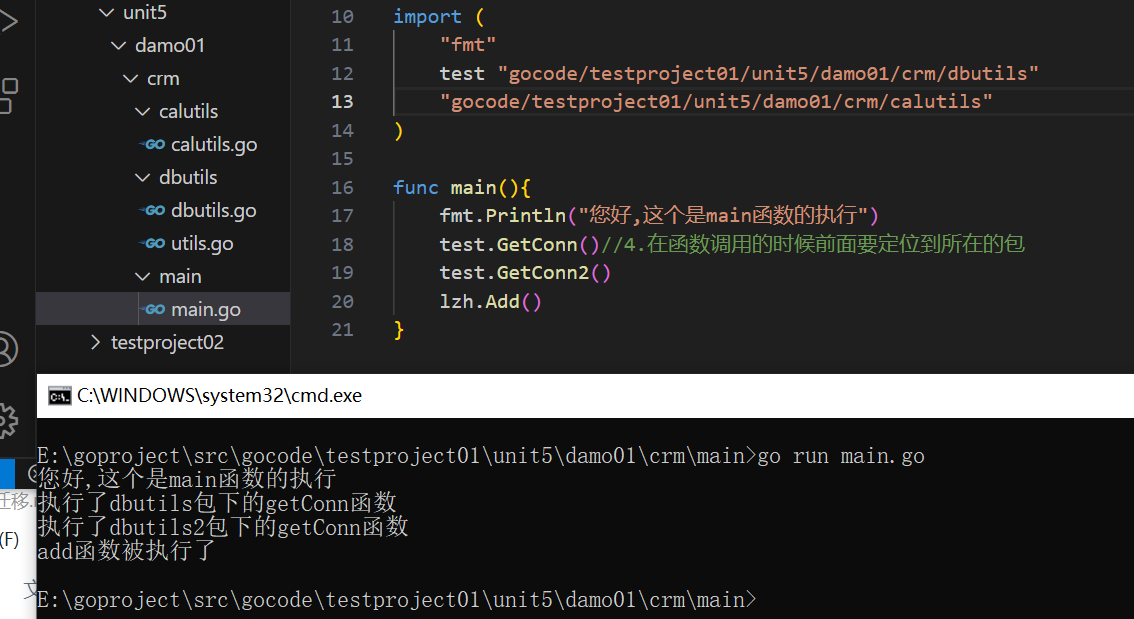 unit5
damo01
crm
calutils
calutils.go
dbutils
dbutils.go
utils.go
main
main.go
testproject02
10 import (
11 "fmt"
12 test "gocode/testproject01/unit5/damo01/crm/dbutils"
13 "gocode/testproject01/unit5/damo01/crm/calutils"
14 )
15
16 func main(){
17 fmt.Println("您好,这个是main函数的执行")
18 test.GetConn()//4.在函数调用的时候前面要定位到所在的包
19 test.GetConn2()
20 lzh.Add()
21 }
C:\WINDOWS\system32\cmd.exe
E:\goproject\src\gocode\testproject01\unit5\damo01\crm\main>go run main.go
您好,这个是main函数的执行
执行了dbutils包下的getConn函数
执行了dbutils2包下的getConn函数
add函数被执行了
E:\goproject\src\gocode\testproject01\unit5\damo01\crm\main>
(F)